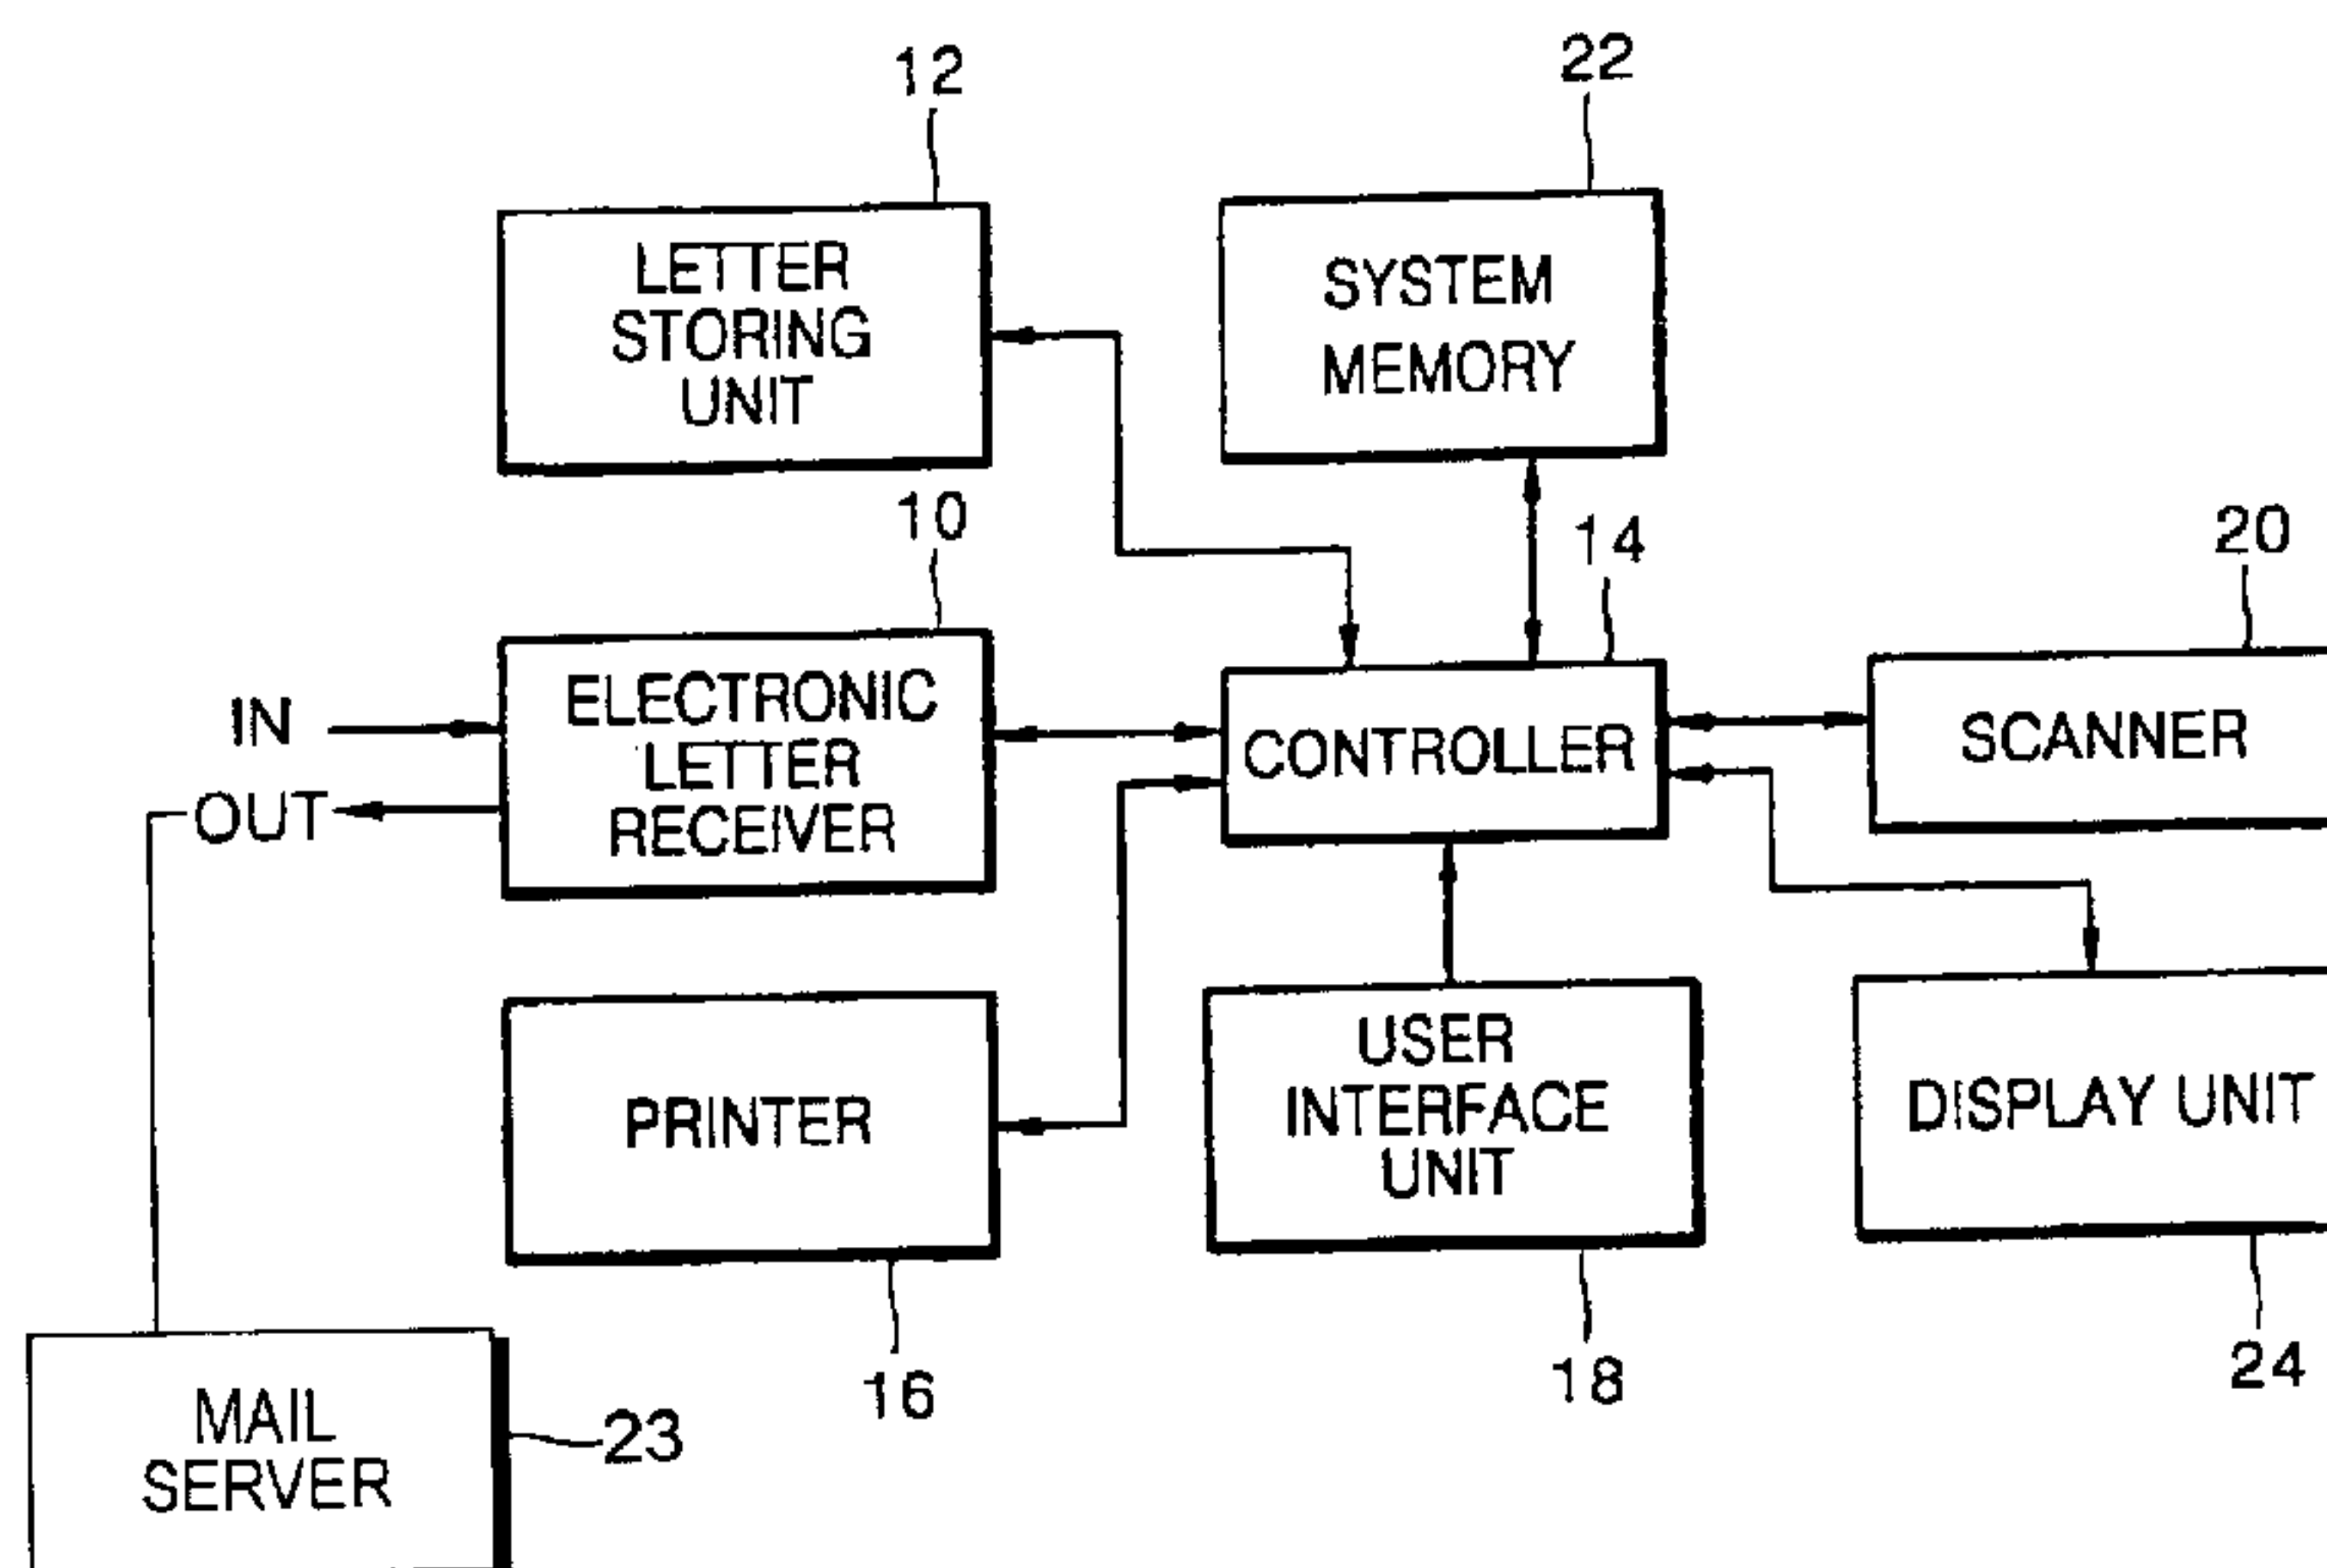 12
22
LETTER
STORING
UNIT
SYSTEM
MEMORY
10
14
20
IN
OUT
ELECTRONIC
LETTER
RECEIVER
CONTROLLER
SCANNER
PRINTER
USER
INTERFACE
UNIT
DISPLAY UNIT
16
18
24
MAIL
SERVER
23